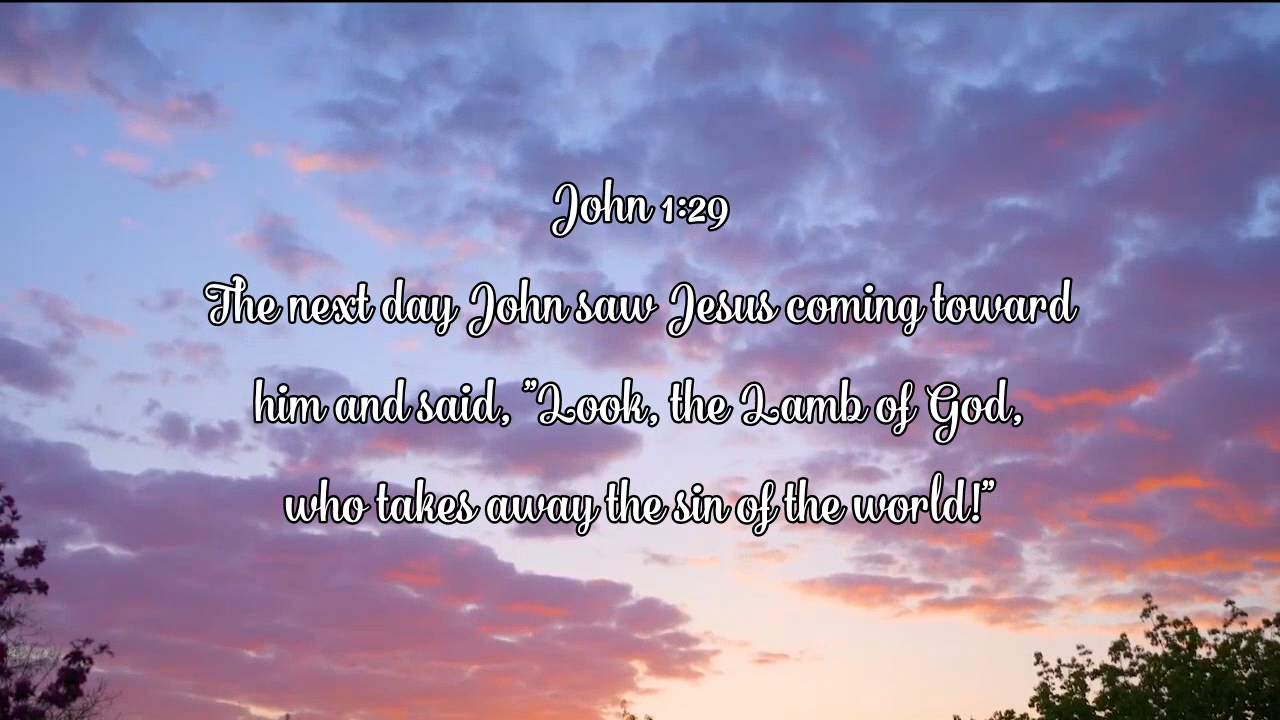 John 1:29
The next day John saw Jesus coming toward
him and said, "Look, the Lamb of God,
who takes away the sin of the world!"